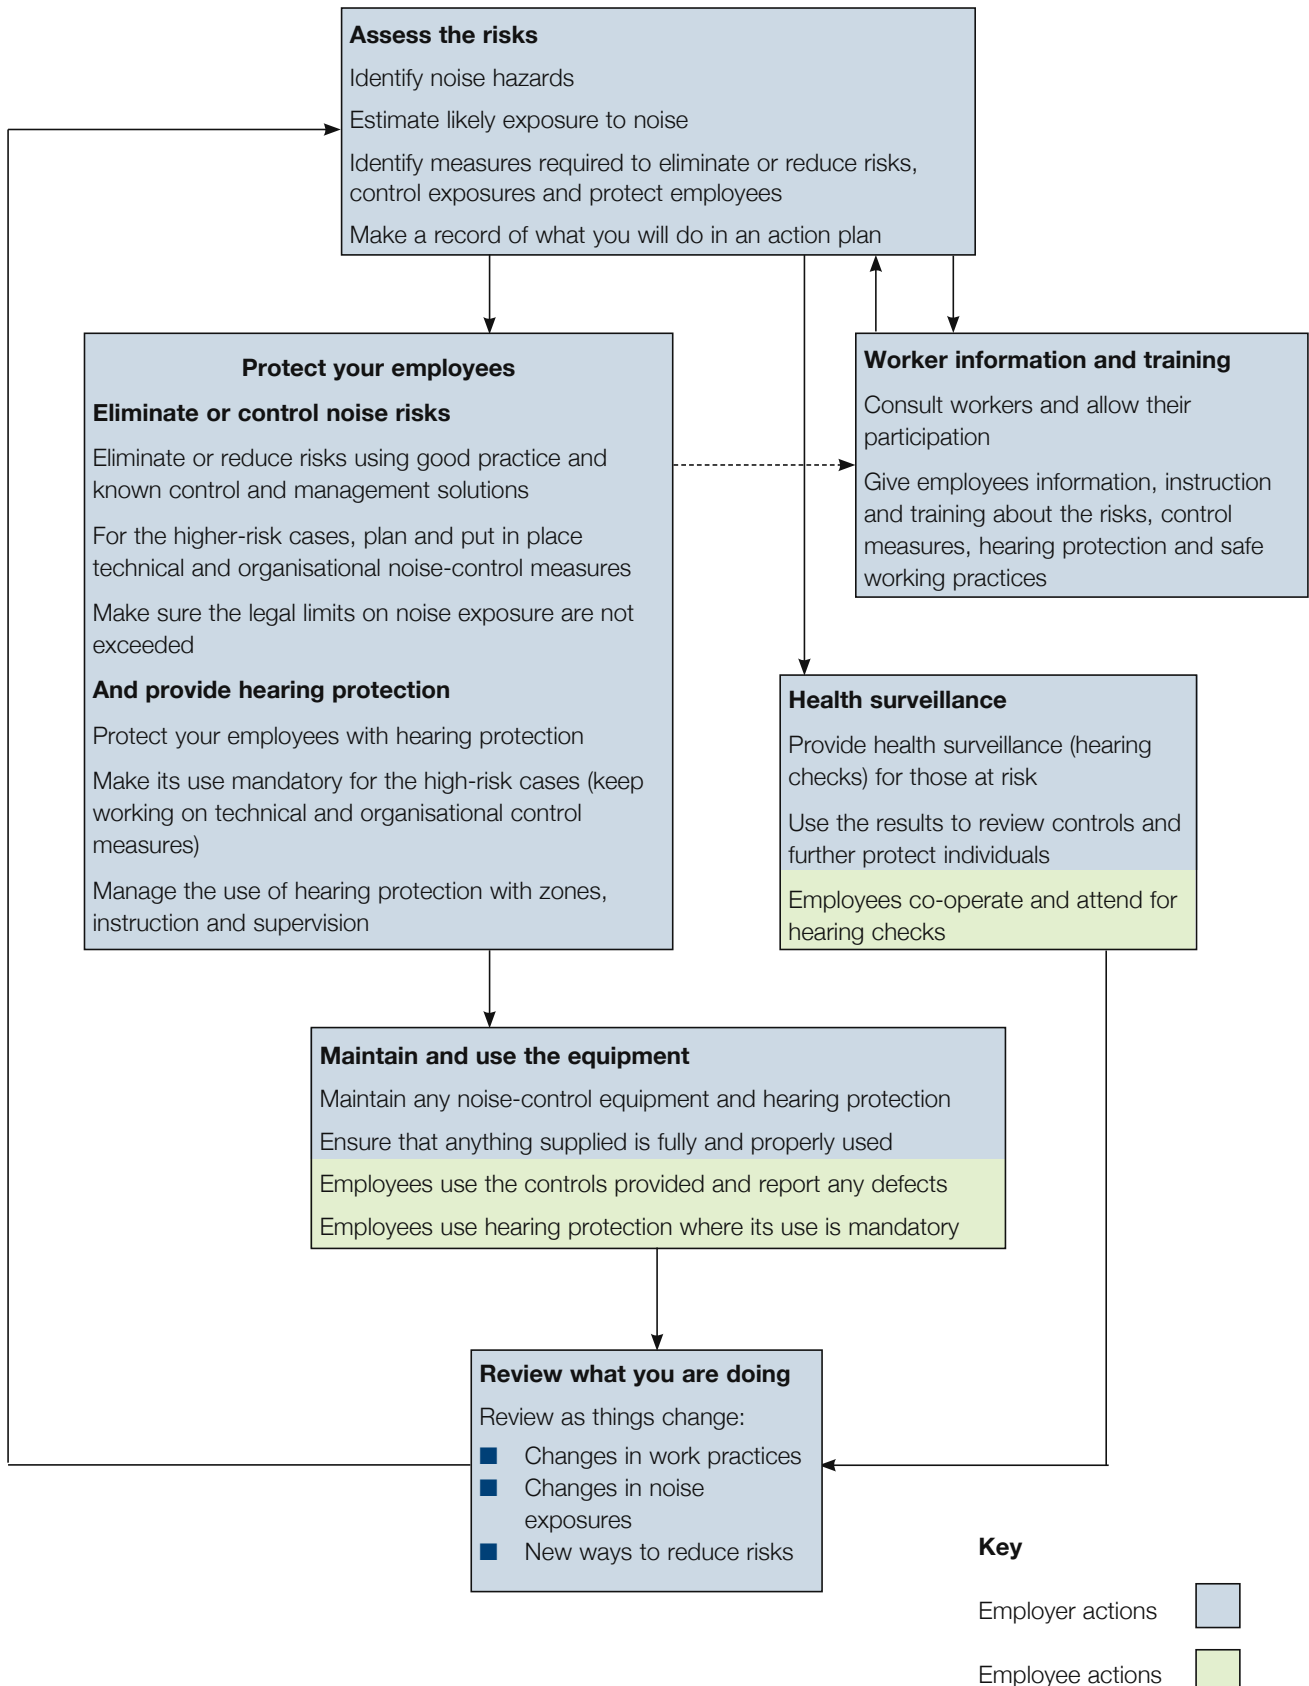 Assess the risks
Identify noise hazards
Estimate likely exposure to noise
Identify measures required to eliminate or reduce risks,
control exposures and protect employees
Make a record of what you will do in an action plan
Protect your employees
Eliminate or control noise risks
Eliminate or reduce risks using good practice and
known control and management solutions
For the higher-risk cases, plan and put in place
technical and organisational noise-control measures
Make sure the legal limits on noise exposure are not
exceeded
And provide hearing protection
Protect your employees with hearing protection
Make its use mandatory for the high-risk cases (keep
working on technical and organisational control
measures)
Manage the use of hearing protection with zones,
instruction and supervision
Worker information and training
Consult workers and allow their
participation
Give employees information, instruction
and training about the risks, control
measures, hearing protection and safe
working practices
Health surveillance
Provide health surveillance (hearing
checks) for those at risk
Use the results to review controls and
further protect individuals
Employees co-operate and attend for
hearing checks
Maintain and use the equipment
Maintain any noise-control equipment and hearing protection
Ensure that anything supplied is fully and properly used
Employees use the controls provided and report any defects
Employees use hearing protection where its use is mandatory
Review what you are doing
Review as things change:
Changes in work practices
Changes in noise
exposures
New ways to reduce risks
Key
Employer actions
Employee actions